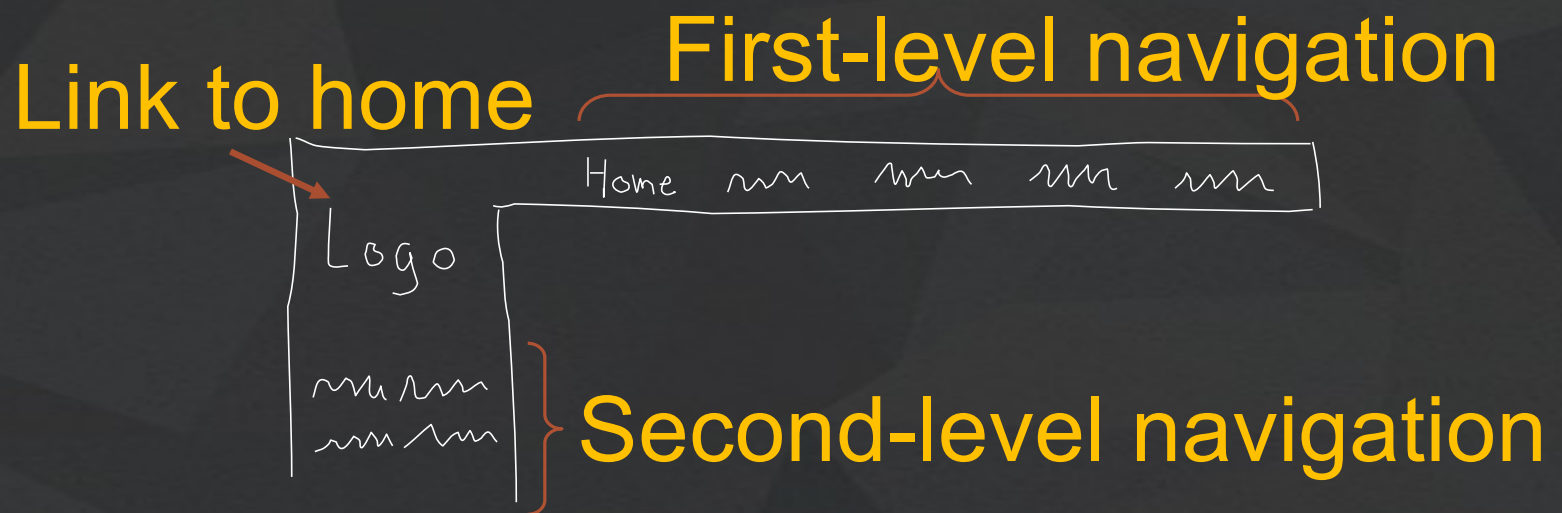 First-level navigation
Link to home
Home
Logo
Second-level navigation